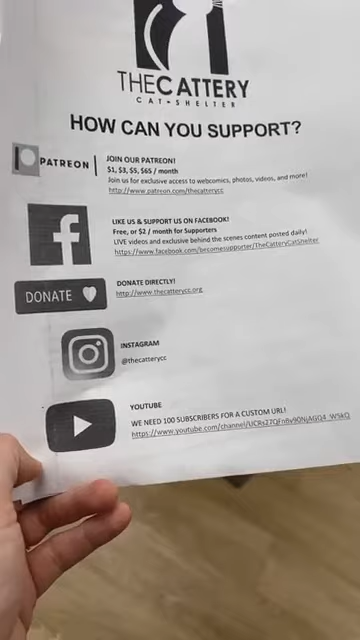 THECATTERY
CAT•SHELTER
HOW CAN YOU SUPPORT?
PATREON
JOIN OUR PATREON!
$1, $3, $5, $65 / month
Join us for exclusive access to webcomics, photos, videos, and more!
http://www.patreon/thecatterycc
LIKE US & SUPPORT US ON FACEBOOK!
Free, or $2 / month for Supporters
LIVE videos and exclusive behind the scenes content posted daily!
https://www.facebook.com/becomesupporter/TheCatteryCatShelter
DONATE
DONATE DIRECTLY!
http://www.thecatterycc.org
INSTAGRAM
@thecatterycc
YOUTUBE
WE NEED 100 SUBSCRIBERS FOR A CUSTOM URL!